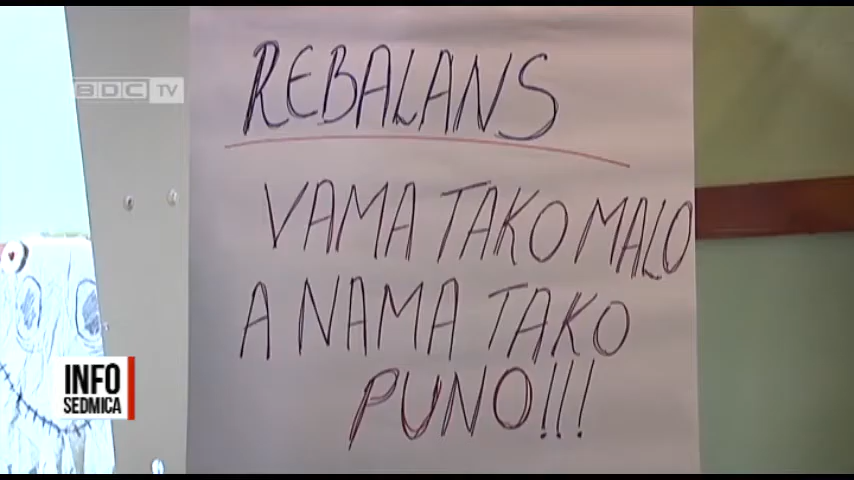 BDC TV
REBALANS
VAMA TAKO MALO
A NAMA TAKO
PUNO!!!
INFO
SEDMICA